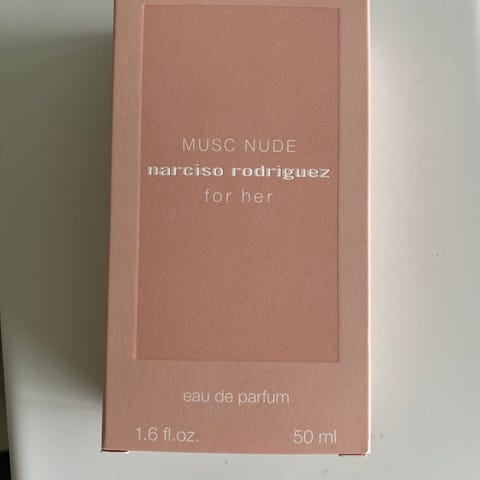 MUSC NUDE
narciso rodriguez
for her
eau de parfum
1.6 fl.oz. 50 ml